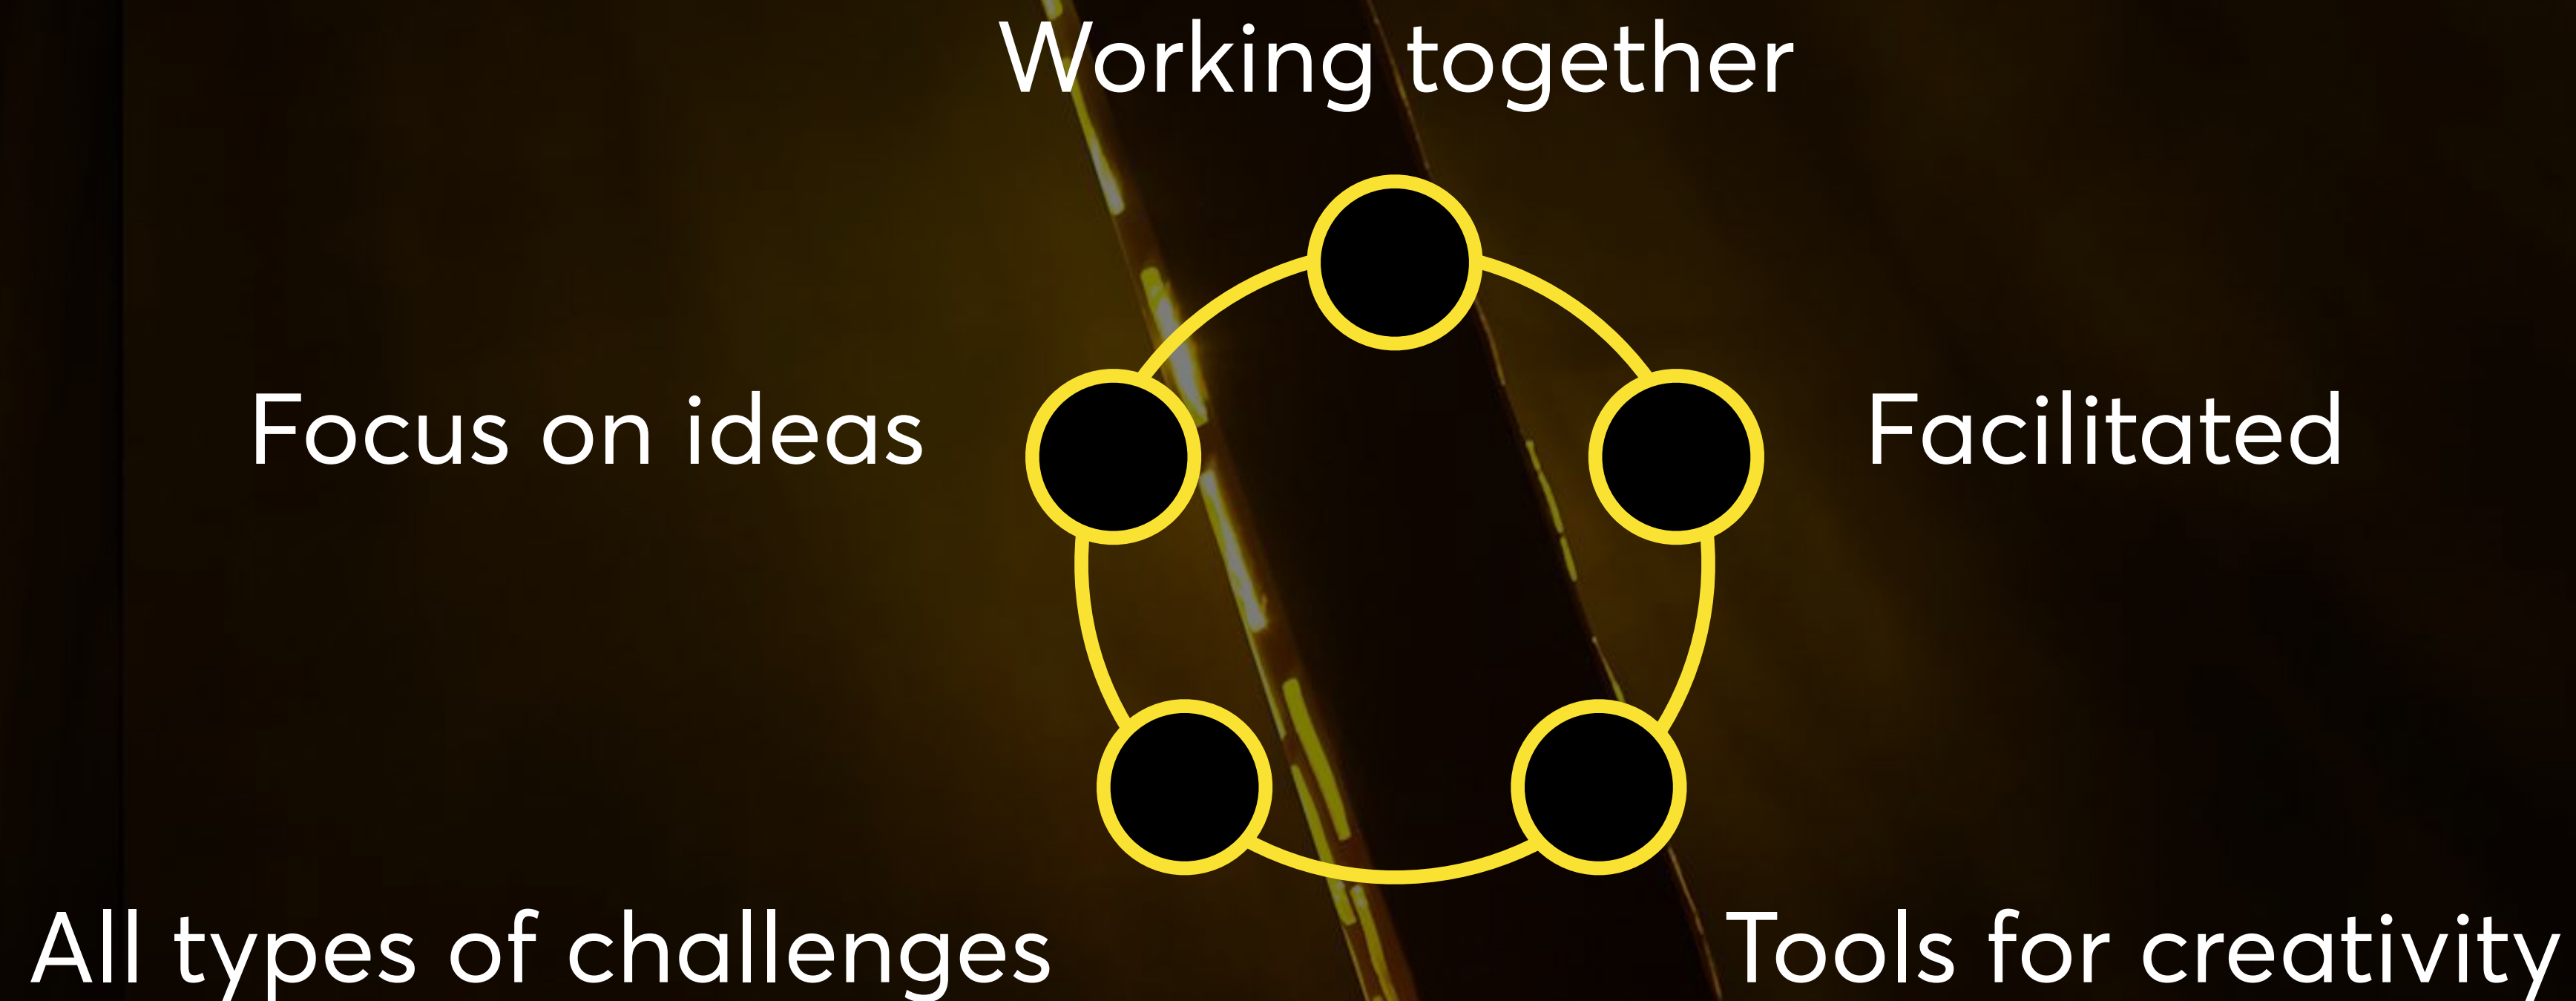 Working together
Focus on ideas
Facilitated
All types of challenges
Tools for creativity